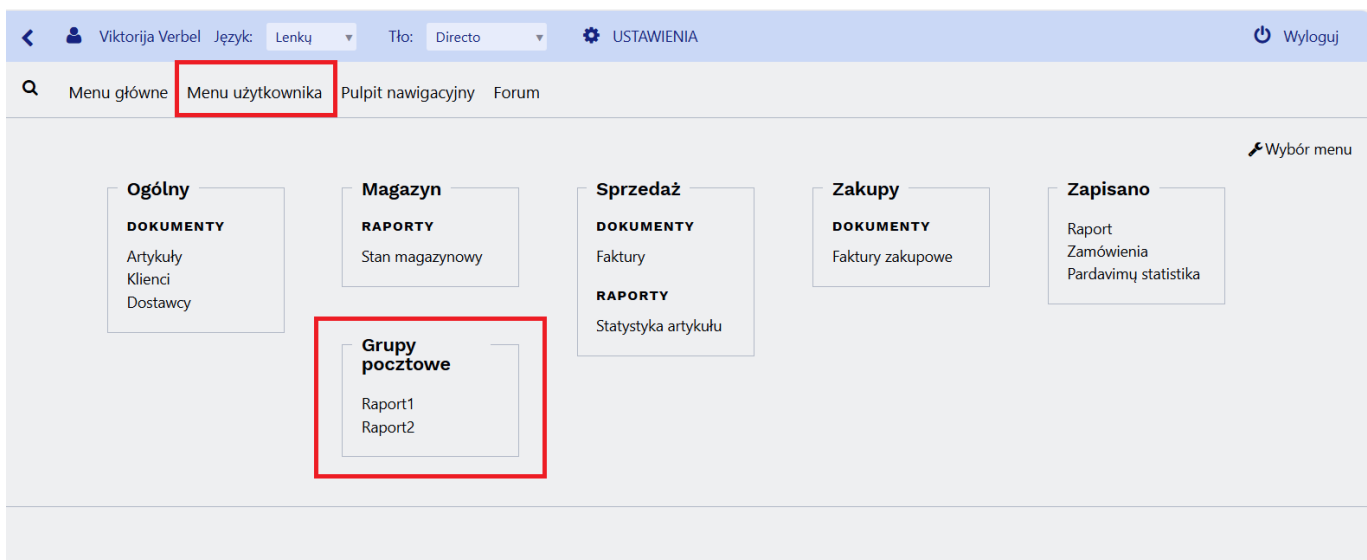 Viktorija Verbel Język: Lenkų Tło: Directo USTAWIENIA Wyloguj
Menu główne Menu użytkownika Pulpit nawigacyjny Forum
Wybór menu
Ogólny
DOKUMENTY
Artykuły
Klienci
Dostawcy
Magazyn
RAPORTY
Stan magazynowy
Grupy
pocztowe
Raport1
Raport2
Sprzedaż
DOKUMENTY
Faktury
RAPORTY
Statystyka artykułu
Zakupy
DOKUMENTY
Faktury zakupowe
Zapisano
Raport
Zamówienia
Pardavimų statistika